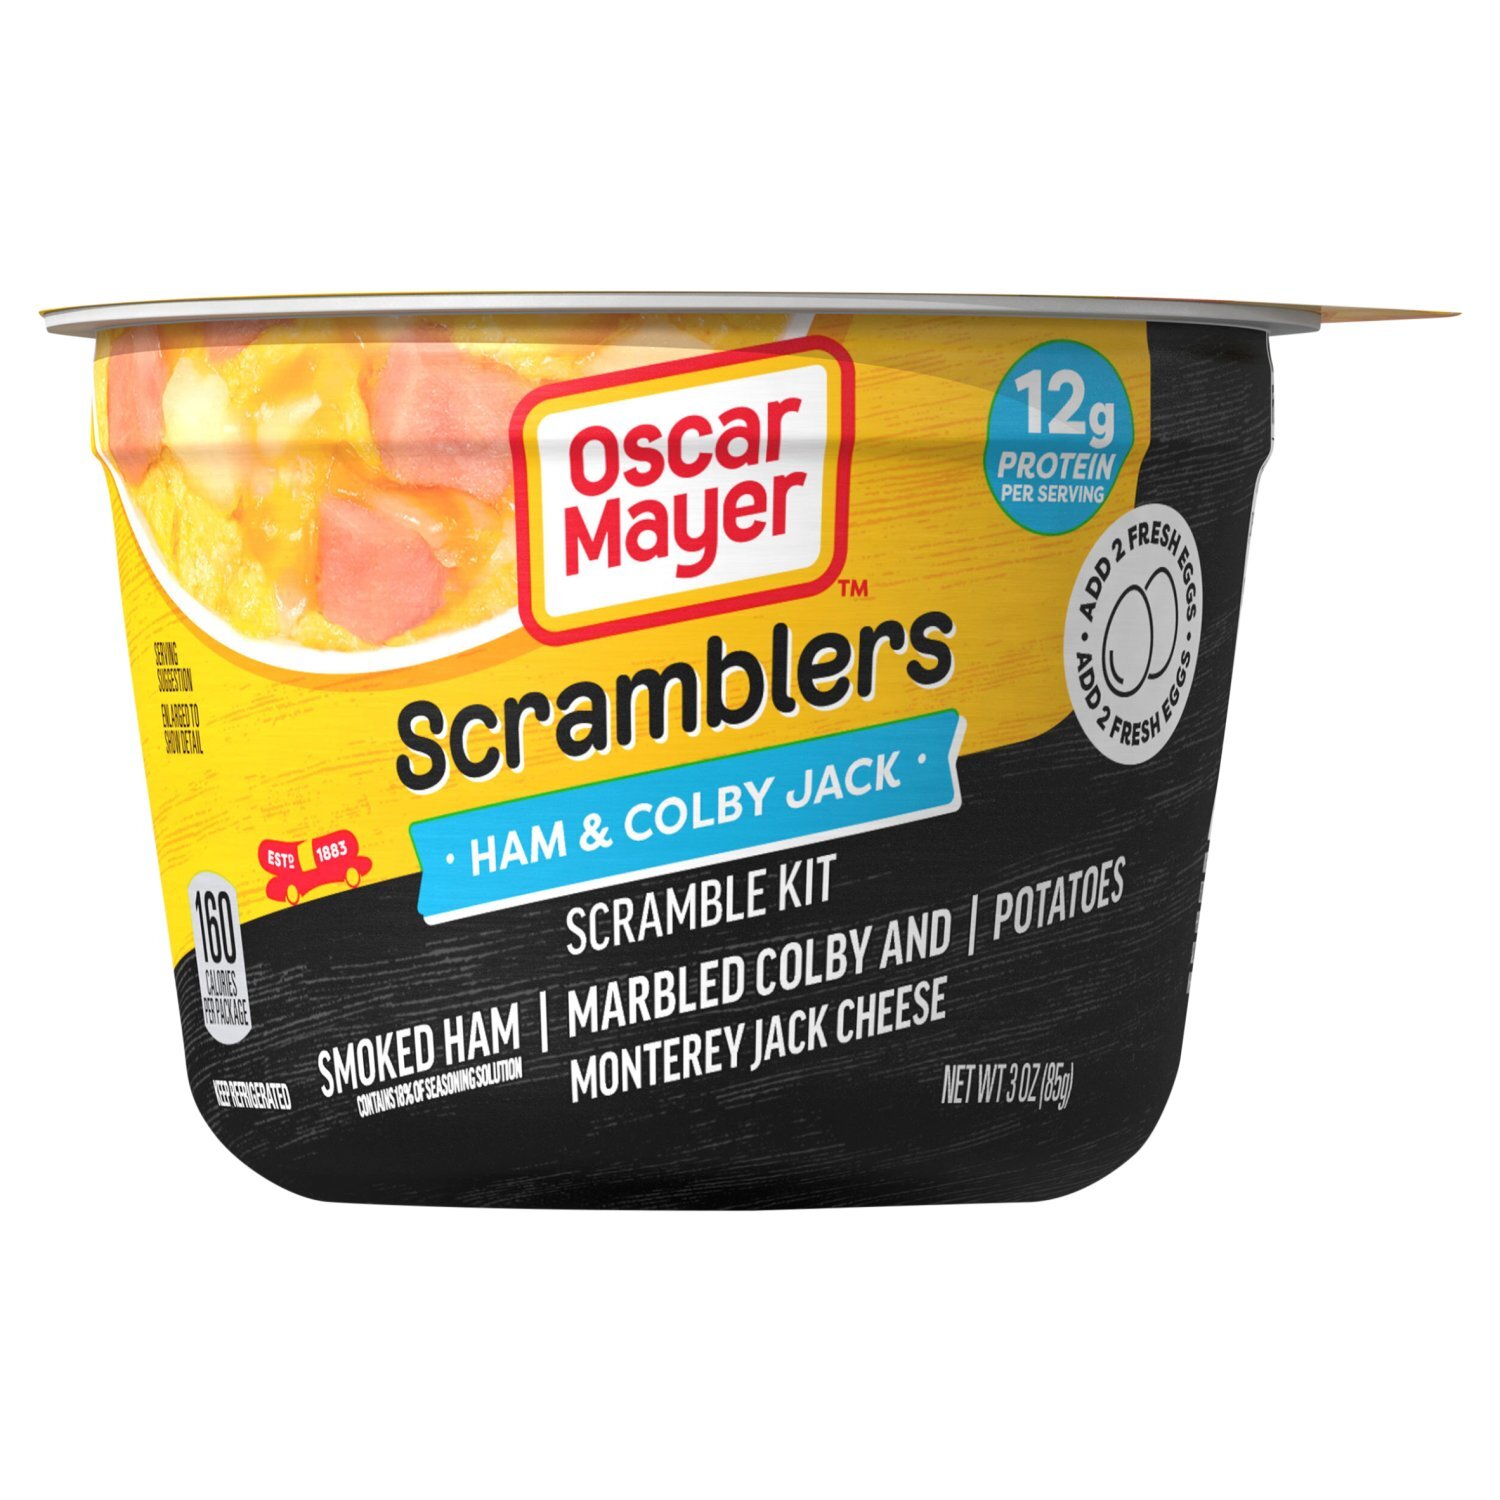 Oscar
Mayer
TM
12g
PROTEIN
PER SERVING
ADD 2 FRESH EGGS •
ADD 2 FRESH EGGS •
Scramblers
SERVING
SUGGESTION
ENLARGED TO
SHOW DETAIL
• HAM & COLBY JACK •
ESTD 1883
SCRAMBLE KIT
160
CALORIES
PER PACKAGE
SMOKED HAM
CONTAINS 18% OF SEASONING SOLUTION
MARBLED COLBY AND
MONTEREY JACK CHEESE
POTATOES
KEEP REFRIGERATED
NET WT 3 OZ (85g)